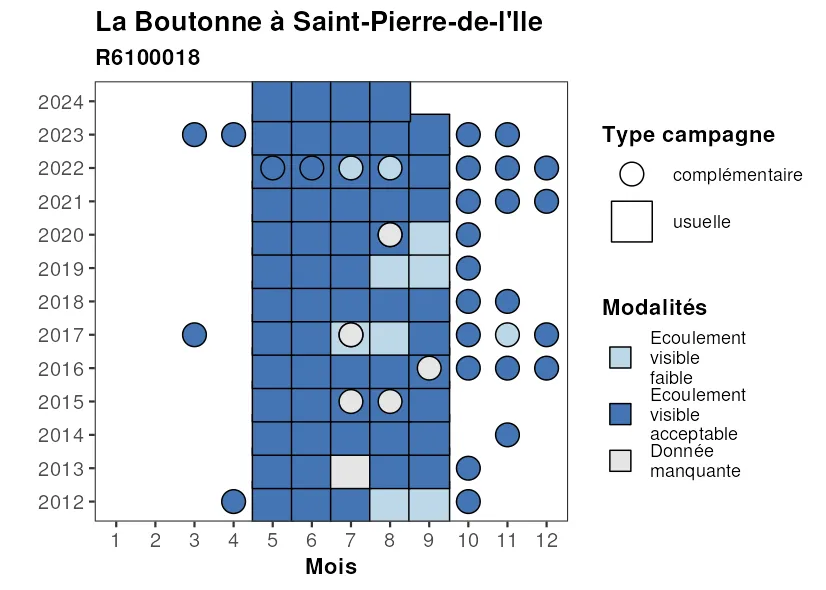 La Boutonne à Saint-Pierre-de-l'Ile
R6100018
2024
2023
2022
2021
2020
2019
2018
2017
2016
2015
2014
2013
2012
1 2 3 4 5 6 7 8 9 10 11 12
Mois
Type campagne
complémentaire
usuelle
Modalités
Ecoulement
visible
faible
Ecoulement
visible
acceptable
Donnée
manquante